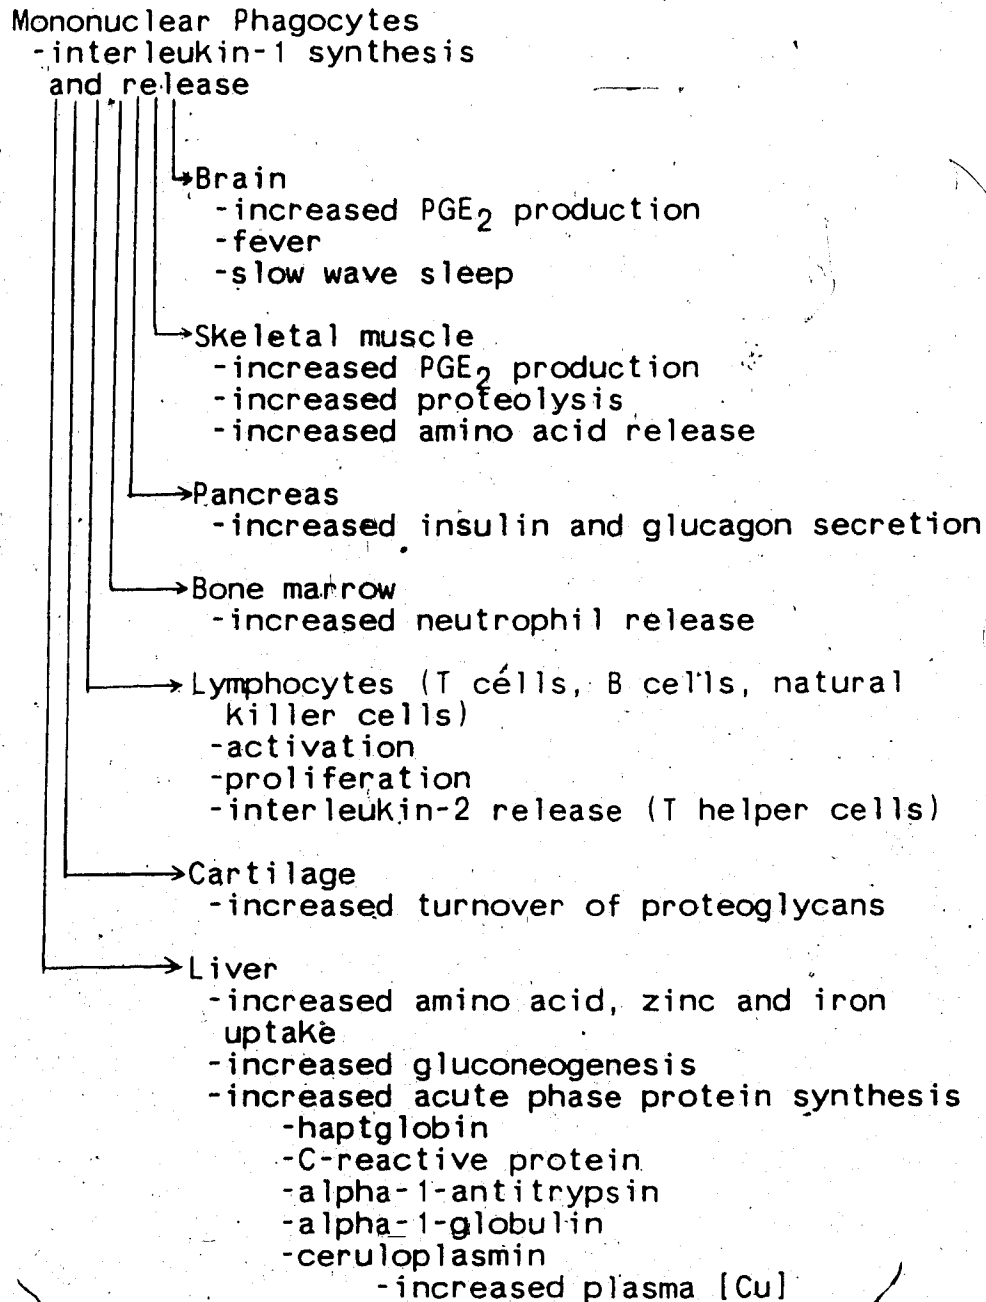 Mononuclear Phagocytes
-interleukin-1 synthesis
and release
Brain
-increased PGE₂ production
-fever
-slow wave sleep
Skeletal muscle
-increased PGE₂ production
-increased proteolysis
-increased amino acid release
Pancreas
-increased insulin and glucagon secretion
Bone marrow
-increased neutrophil release
Lymphocytes (T cells, B cells, natural
killer cells)
-activation
-proliferation
-interleukin-2 release (T helper cells)
Cartilage
-increased turnover of proteoglycans
Liver
-increased amino acid, zinc and iron
uptake
-increased gluconeogenesis
-increased acute phase protein synthesis
-haptglobin
-C-reactive protein
-alpha-1-antitrypsin
-alpha-1-globulin
-ceruloplasmin
-increased plasma [Cu]